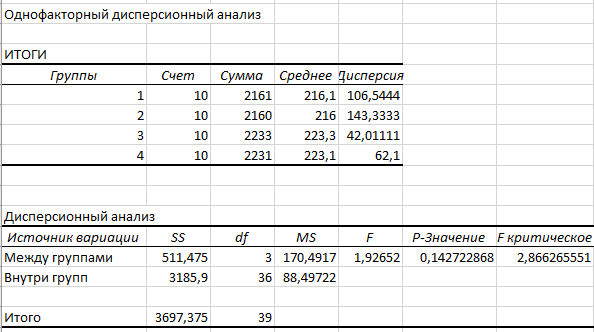 Однофакторный дисперсионный анализ
ИТОГИ
Группы Счет Сумма Среднее Дисперсия
1 10 2161 216,1 106,5444
2 10 2160 216 143,3333
3 10 2233 223,3 42,01111
4 10 2231 223,1 62,1
Дисперсионный анализ
Источник вариации SS df MS F P-Значение F критическое
Между группами 511,475 3 170,4917 1,92652 0,142722868 2,866265551
Внутри групп 3185,9 36 88,49722
Итого 3697,375 39